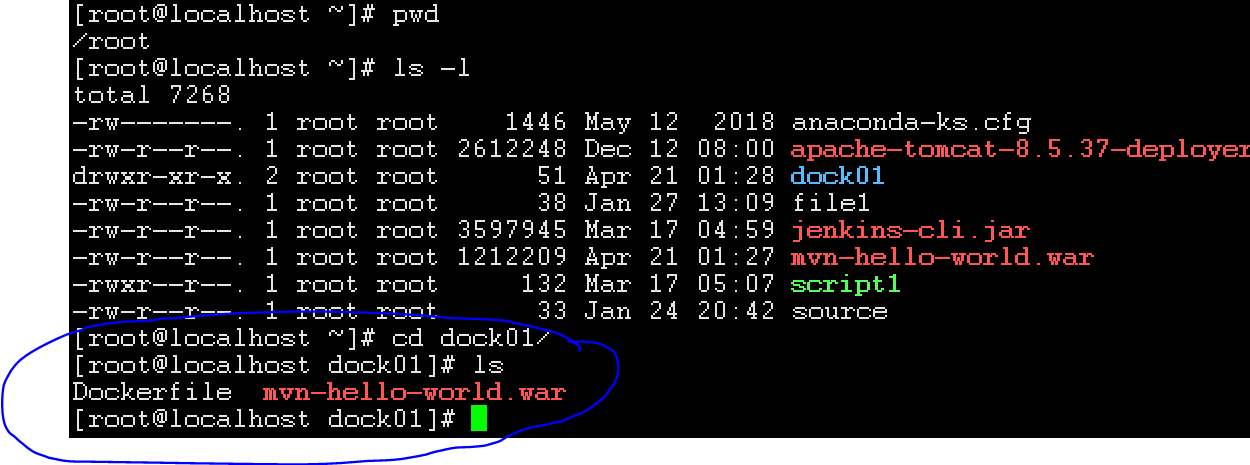 [root@localhost ~]# pwd
/root
[root@localhost ~]# ls -l
total 7268
-rw-------. 1 root root    1446 May 12  2018 anaconda-ks.cfg
-rw-r--r--. 1 root root 2612248 Dec 12 08:00 apache-tomcat-8.5.37-deployer
drwxr-xr-x. 2 root root      51 Apr 21 01:28 dock01
-rw-r--r--. 1 root root      38 Jan 27 13:09 file1
-rw-r--r--. 1 root root 3597945 Mar 17 04:59 jenkins-cli.jar
-rw-r--r--. 1 root root 1212209 Apr 21 01:27 mvn-hello-world.war
-rwxr--r--. 1 root root     132 Mar 17 05:07 script1
-rw-r--r--. 1 root root      33 Jan 24 20:42 source
[root@localhost ~]# cd dock01/
[root@localhost dock01]# ls
Dockerfile  mvn-hello-world.war
[root@localhost dock01]#